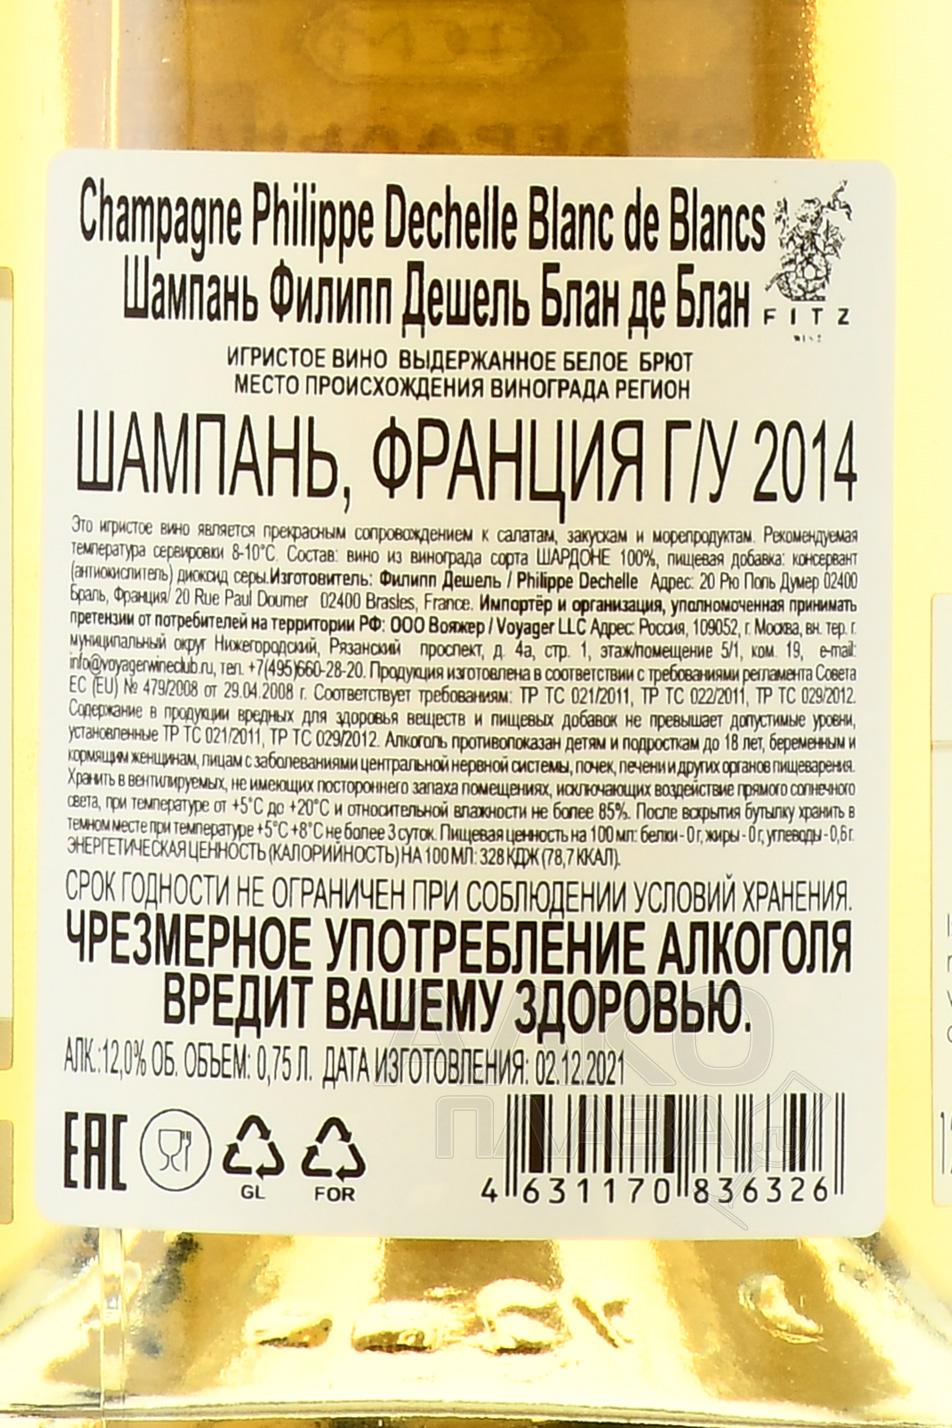 Champagne Philippe Dechelle Blanc de Blancs
Шампань Филипп Дешель Блан де Блан
FITZ
ИГРИСТОЕ ВИНО ВЫДЕРЖАННОЕ БЕЛОЕ БРЮТ
МЕСТО ПРОИСХОЖДЕНИЯ ВИНОГРАДА РЕГИОН
ШАМПАНЬ, ФРАНЦИЯ Г/У 2014
Это игристое вино является прекрасным сопровождением к салатам, закускам и морепродуктам. Рекомендуемая
температура сервировки 8-10°С. Состав: вино из винограда сорта ШАРДОНЕ 100%, пищевая добавка: консервант
(антиокислитель) диоксид серы.Изготовитель: Филипп Дешель / Philippe Dechelle Адрес: 20 Рю Поль Думер 02400
Браль, Франция/ 20 Rue Paul Doumer 02400 Brasles, France. Импортёр и организация, уполномоченная принимать
претензии от потребителей на территории РФ: ООО Вояжер / Voyager LLC Адрес: Россия, 109052, г. Москва, вн. тер. г.
муниципальный округ Нижегородский, Рязанский проспект, д. 4а, стр. 1, этаж/помещение 5/1, ком. 19, e-mail:
info@voyagerwineclub.ru, тел. +7(495)660-28-20. Продукция изготовлена в соответствии с требованиями регламента Совета
ЕС (EU) № 479/2008 от 29.04.2008 г. Соответствует требованиям: ТР ТС 021/2011, ТР ТС 022/2011, ТР ТС 029/2012.
Содержание в продукции вредных для здоровья веществ и пищевых добавок не превышает допустимые уровни,
установленные ТР ТС 021/2011, ТР ТС 029/2012. Алкоголь противопоказан детям и подросткам до 18 лет, беременным и
кормящим женщинам, лицам с заболеваниями центральной нервной системы, почек, печени и других органов пищеварения.
Хранить в вентилируемых, не имеющих постороннего запаха помещениях, исключающих воздействие прямого солнечного
света, при температуре от +5°С до +20°С и относительной влажности не более 85%. После вскрытия бутылку хранить в
темном месте при температуре +5°С +8°С не более 3 суток. Пищевая ценность на 100 мл: белки - 0 г, жиры - 0 г, углеводы - 0,6 г.
ЭНЕРГЕТИЧЕСКАЯ ЦЕННОСТЬ (КАЛОРИЙНОСТЬ) НА 100 МЛ: 328 КДЖ (78,7 ККАЛ).
СРОК ГОДНОСТИ НЕ ОГРАНИЧЕН ПРИ СОБЛЮДЕНИИ УСЛОВИЙ ХРАНЕНИЯ.
ЧРЕЗМЕРНОЕ УПОТРЕБЛЕНИЕ АЛКОГОЛЯ
ВРЕДИТ ВАШЕМУ ЗДОРОВЬЮ.
АЛК.:12,0% ОБ. ОБЪЕМ: 0,75 Л. ДАТА ИЗГОТОВЛЕНИЯ: 02.12.2021
EAC
GL FOR
4 631170 836326